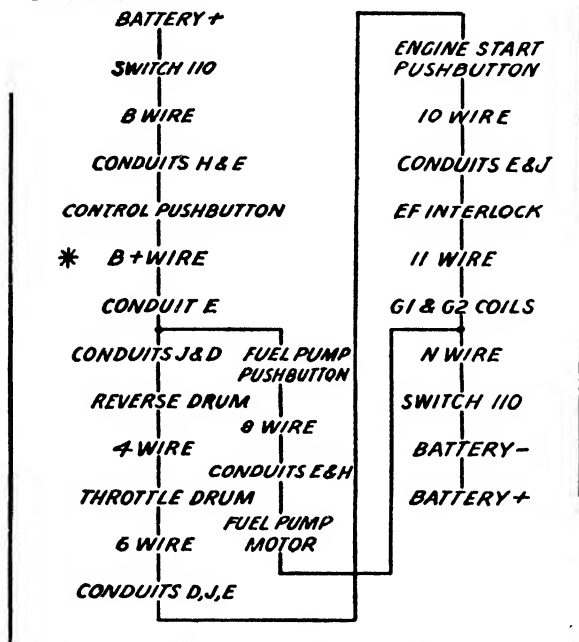 BATTERY+
SWITCH 110
B WIRE
CONDUITS H & E
CONTROL PUSHBUTTON
* B+WIRE
CONDUIT E
CONDUITS J & D
REVERSE DRUM
4 WIRE
THROTTLE DRUM
6 WIRE
CONDUITS D,J,E
FUEL PUMP
PUSHBUTTON
8 WIRE
CONDUITS E&H
FUEL PUMP
MOTOR
ENGINE START
PUSHBUTTON
10 WIRE
CONDUITS E&J
EF INTERLOCK
11 WIRE
G1 & G2 COILS
N WIRE
SWITCH 110
BATTERY-
BATTERY+